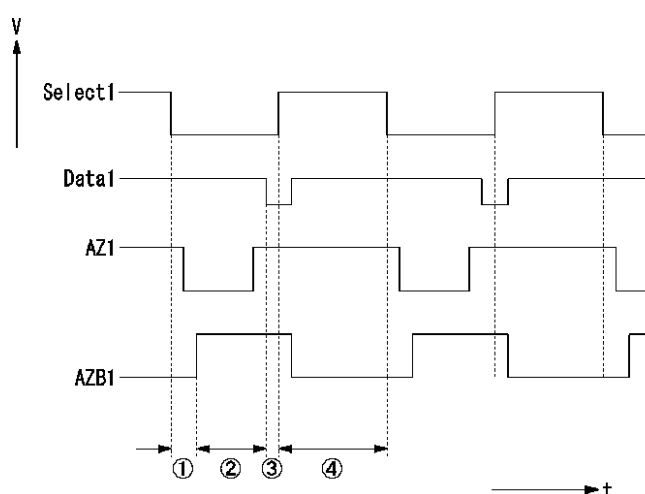 V
Select1
Data1
AZ1
AZB1
① ② ③ ④
t